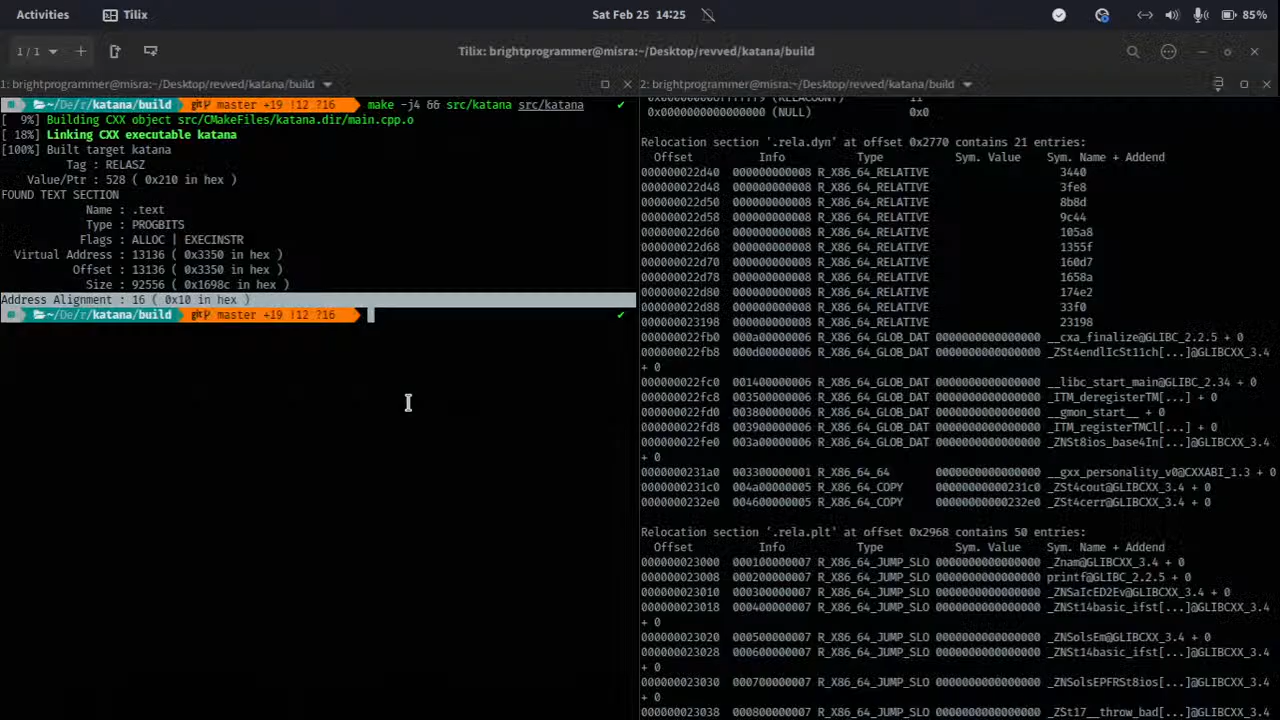 Activities Tilix Sat Feb 25 14:25 85%
1 / 1 Tilix: brightprogrammer@misra:~/Desktop/revved/katana/build
1: brightprogrammer@misra:~/Desktop/revved/katana/build
~/De/r/katana/build git master +19 !12 ?16 make -j4 && src/katana src/katana ✔
[  9%] Building CXX object src/CMakeFiles/katana.dir/main.cpp.o
[ 18%] Linking CXX executable katana
[100%] Built target katana
Tag : RELASZ
Value/Ptr : 528 ( 0x210 in hex )
FOUND TEXT SECTION
Name : .text
Type : PROGBITS
Flags : ALLOC | EXECINSTR
Virtual Address : 13136 ( 0x3350 in hex )
Offset : 13136 ( 0x3350 in hex )
Size : 92556 ( 0x1698c in hex )
Address Alignment : 16 ( 0x10 in hex )
~/De/r/katana/build git master +19 !12 ?16 ✔
2: brightprogrammer@misra:~/Desktop/revved/katana/build
0x000000006ffffff9 (RELACOUNT) 11
0x0000000000000000 (NULL) 0x0
Relocation section '.rela.dyn' at offset 0x2770 contains 21 entries:
Offset Info Type Sym. Value Sym. Name + Addend
000000022d40 000000000008 R_X86_64_RELATIVE 3440
000000022d48 000000000008 R_X86_64_RELATIVE 3fe8
000000022d50 000000000008 R_X86_64_RELATIVE 8b8d
000000022d58 000000000008 R_X86_64_RELATIVE 9c44
000000022d60 000000000008 R_X86_64_RELATIVE 105a8
000000022d68 000000000008 R_X86_64_RELATIVE 1355f
000000022d70 000000000008 R_X86_64_RELATIVE 160d7
000000022d78 000000000008 R_X86_64_RELATIVE 1658a
000000022d80 000000000008 R_X86_64_RELATIVE 174e2
000000022d88 000000000008 R_X86_64_RELATIVE 33f0
000000023198 000000000008 R_X86_64_RELATIVE 23198
000000022fb0 000a00000006 R_X86_64_GLOB_DAT 0000000000000000 __cxa_finalize@GLIBC_2.2.5 + 0
000000022fb8 000d00000006 R_X86_64_GLOB_DAT 0000000000000000 _ZSt4endlIcSt11ch[...]@GLIBCXX_3.4
+ 0
000000022fc0 001400000006 R_X86_64_GLOB_DAT 0000000000000000 __libc_start_main@GLIBC_2.34 + 0
000000022fc8 003500000006 R_X86_64_GLOB_DAT 0000000000000000 _ITM_deregisterTM[...] + 0
000000022fd0 003800000006 R_X86_64_GLOB_DAT 0000000000000000 __gmon_start__ + 0
000000022fd8 003900000006 R_X86_64_GLOB_DAT 0000000000000000 _ITM_registerTMCl[...] + 0
000000022fe0 003a00000006 R_X86_64_GLOB_DAT 0000000000000000 _ZNSt8ios_base4In[...]@GLIBCXX_3.4
+ 0
0000000231a0 003300000001 R_X86_64_64 0000000000000000 __gxx_personality_v0@CXXABI_1.3 + 0
0000000231c0 004a00000005 R_X86_64_COPY 00000000000231c0 _ZSt4cout@GLIBCXX_3.4 + 0
0000000232e0 004600000005 R_X86_64_COPY 00000000000232e0 _ZSt4cerr@GLIBCXX_3.4 + 0
Relocation section '.rela.plt' at offset 0x2968 contains 50 entries:
Offset Info Type Sym. Value Sym. Name + Addend
000000023000 000100000007 R_X86_64_JUMP_SLO 0000000000000000 _Znam@GLIBCXX_3.4 + 0
000000023008 000200000007 R_X86_64_JUMP_SLO 0000000000000000 printf@GLIBC_2.2.5 + 0
000000023010 000300000007 R_X86_64_JUMP_SLO 0000000000000000 _ZNSaIcED2Ev@GLIBCXX_3.4 + 0
000000023018 000400000007 R_X86_64_JUMP_SLO 0000000000000000 _ZNSt14basic_ifst[...]@GLIBCXX_3.4
+ 0
000000023020 000500000007 R_X86_64_JUMP_SLO 0000000000000000 _ZNSolsEm@GLIBCXX_3.4 + 0
000000023028 000600000007 R_X86_64_JUMP_SLO 0000000000000000 _ZNSt14basic_ifst[...]@GLIBCXX_3.4
+ 0
000000023030 000700000007 R_X86_64_JUMP_SLO 0000000000000000 _ZNSolsEPFRSt8ios[...]@GLIBCXX_3.4
+ 0
000000023038 000800000007 R_X86_64_JUMP_SLO 0000000000000000 _ZSt17__throw_bad[...]@GLIBCXX_3.4